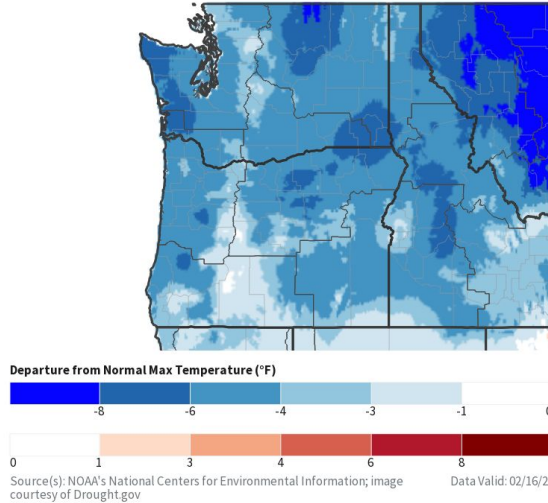 Departure from Normal Max Temperature (°F)
-8 -6 -4 -3 -1 0
0 1 3 4 6 8
Source(s): NOAA's National Centers for Environmental Information; image
courtesy of Drought.gov
Data Valid: 02/16/2